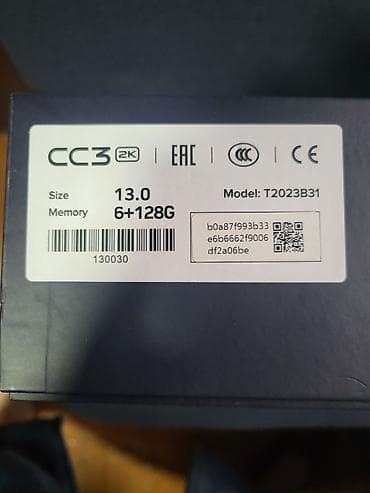 CC3 2K | EAC | CCC | CE
Size 13.0 Model: T2023B31
Memory 6+128G
b0a87f993b33
e6b6662f9006
df2a06be
130030